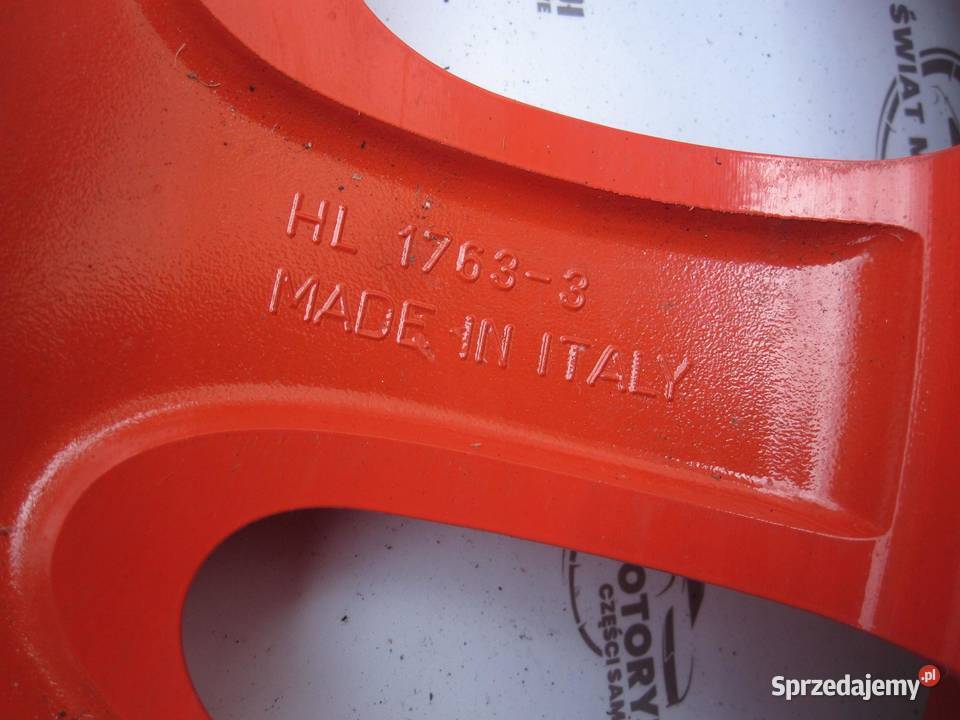 HL 1763-3
MADE IN ITALY
ŚWIAT M
OTORY
CZĘŚCI SAM
Sprzedajemy.pl